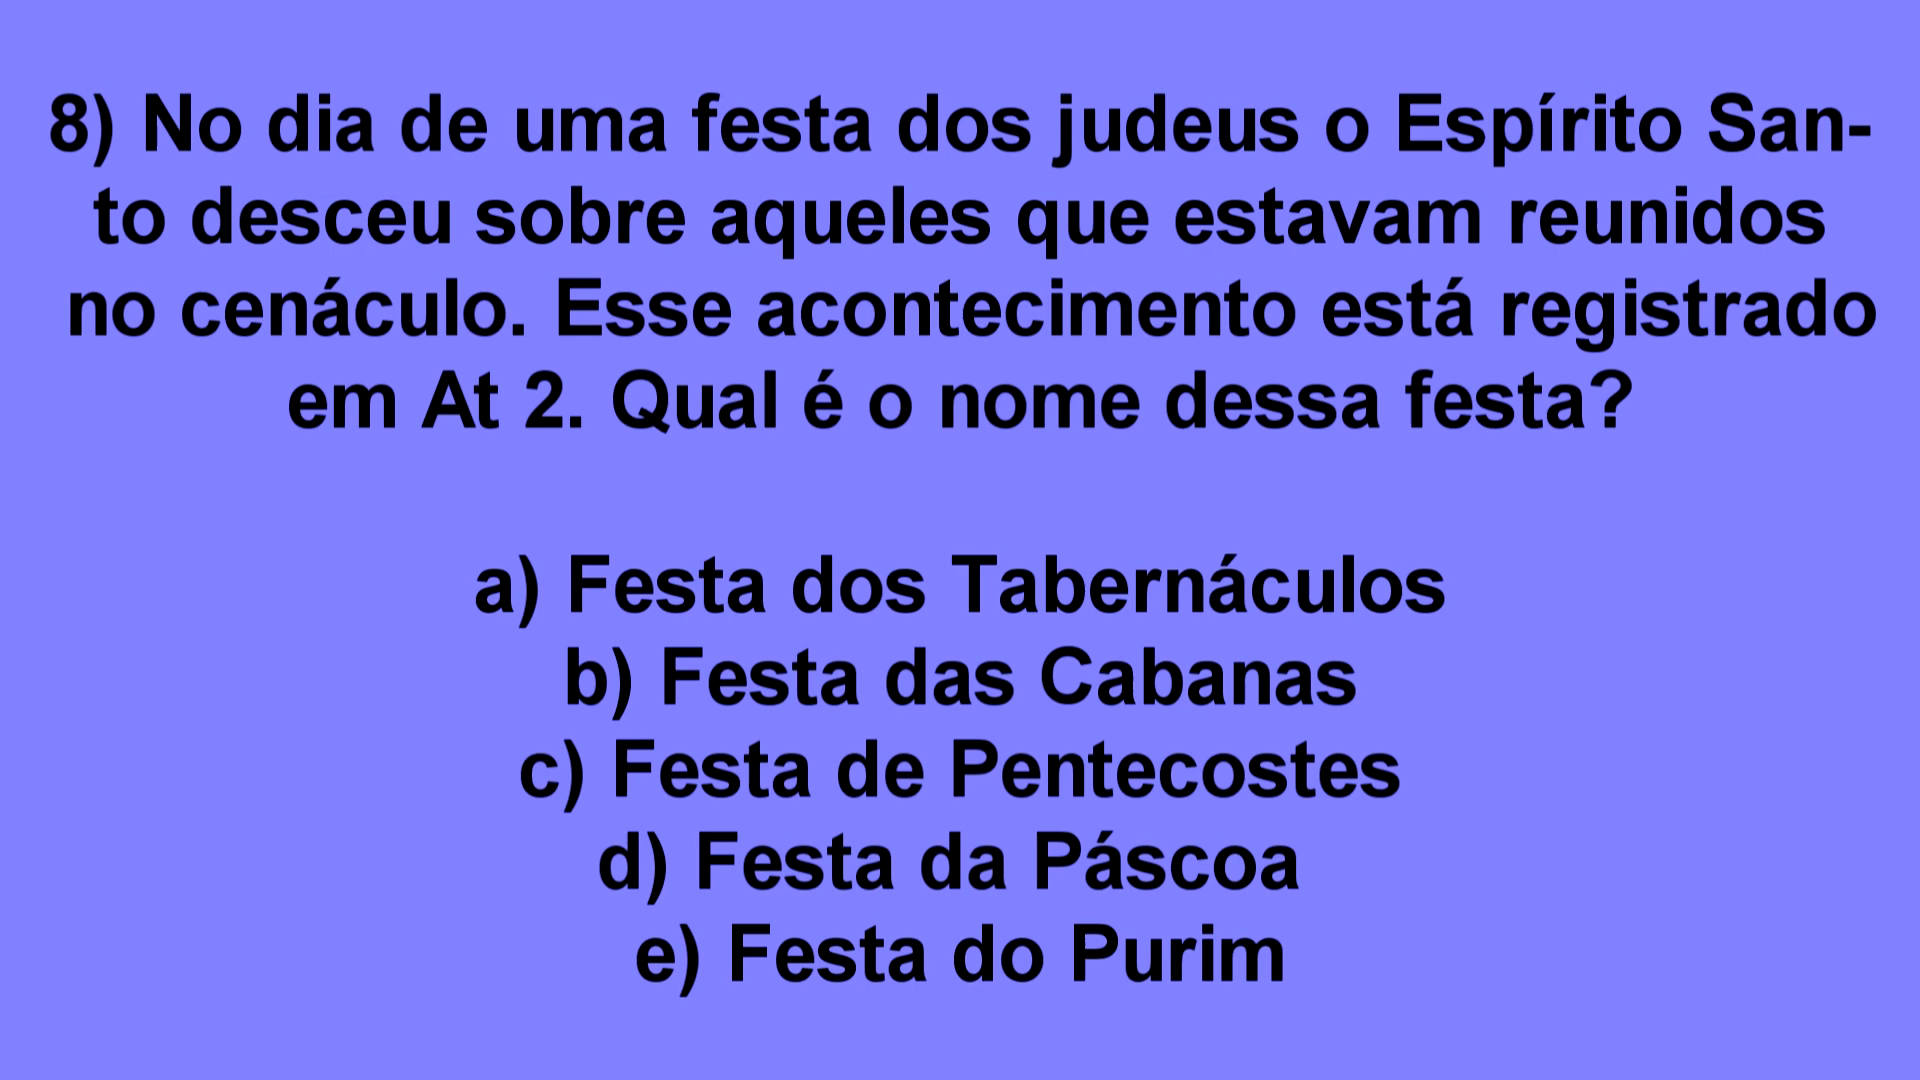 8) No dia de uma festa dos judeus o Espírito San-
to desceu sobre aqueles que estavam reunidos
no cenáculo. Esse acontecimento está registrado
em At 2. Qual é o nome dessa festa?
a) Festa dos Tabernáculos
b) Festa das Cabanas
c) Festa de Pentecostes
d) Festa da Páscoa
e) Festa do Purim